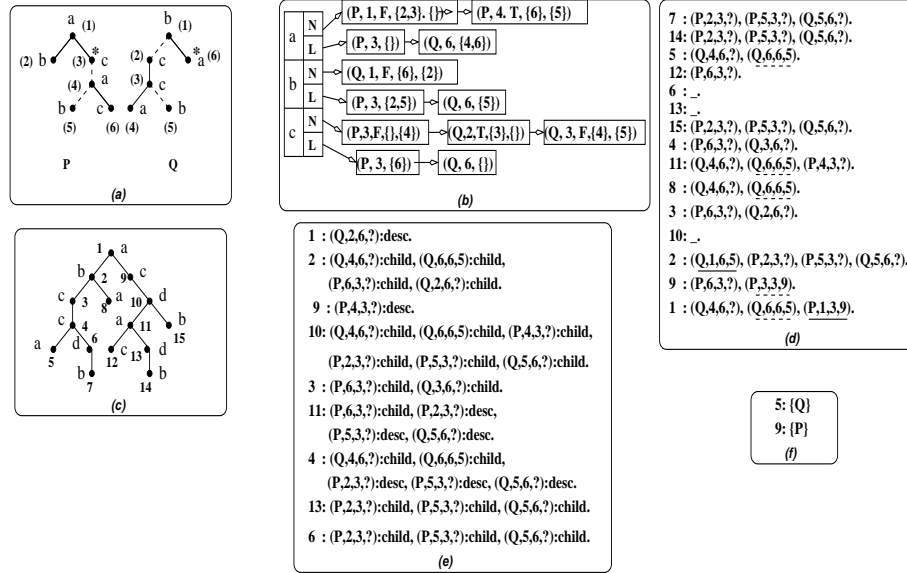 a (1)
(2) b
* (3) c
(4) a
b c
(5) (6)
P
b (1)
(2) c
* a (6)
(3) c
a b
(4) (5)
Q
(a)
a
N
(P, 1, F, {2,3}. {})
(P, 4. T, {6}, {5})
L
(P, 3, {})
(Q, 6, {4,6})
b
N
(Q, 1, F, {6}, {2})
L
(P, 3, {2,5})
(Q, 6, {5})
c
N
(P,3,F,{},{4})
(Q,2,T,{3},{})
(Q, 3, F,{4}, {5})
L
(P, 3, {6})
(Q, 6, {})
(b)
1 a
b 2 9 c
c 3 a 8 10 d
c 4 a 11 b 15
a 5 d 6 c 12 d 13
b 7 b 14
(c)
7 : (P,2,3,?), (P,5,3,?), (Q,5,6,?).
14: (P,2,3,?), (P,5,3,?), (Q,5,6,?).
5 : (Q,4,6,?), (Q,6,6,5).
12: (P,6,3,?).
6 : _.
13: _.
15: (P,2,3,?), (P,5,3,?), (Q,5,6,?).
4 : (P,6,3,?), (Q,3,6,?).
11: (Q,4,6,?), (Q,6,6,5), (P,4,3,?).
8 : (Q,4,6,?), (Q,6,6,5).
3 : (P,6,3,?), (Q,2,6,?).
10: _.
2 : (Q,1,6,5), (P,2,3,?), (P,5,3,?), (Q,5,6,?).
9 : (P,6,3,?), (P,3,3,9).
1 : (Q,4,6,?), (Q,6,6,5), (P,1,3,9).
(d)
1 : (Q,2,6,?):desc.
2 : (Q,4,6,?):child, (Q,6,6,5):child,
(P,6,3,?):child, (Q,2,6,?):child.
9 : (P,4,3,?):desc.
10: (Q,4,6,?):child, (Q,6,6,5):child, (P,4,3,?):child,
(P,2,3,?):child, (P,5,3,?):child, (Q,5,6,?):child.
3 : (P,6,3,?):child, (Q,3,6,?):child.
11: (P,6,3,?):child, (P,2,3,?):desc,
(P,5,3,?):desc, (Q,5,6,?):desc.
4 : (Q,4,6,?):child, (Q,6,6,5):child,
(P,2,3,?):desc, (P,5,3,?):desc, (Q,5,6,?):desc.
13: (P,2,3,?):child, (P,5,3,?):child, (Q,5,6,?):child.
6 : (P,2,3,?):child, (P,5,3,?):child, (Q,5,6,?):child.
(e)
5: {Q}
9: {P}
(f)